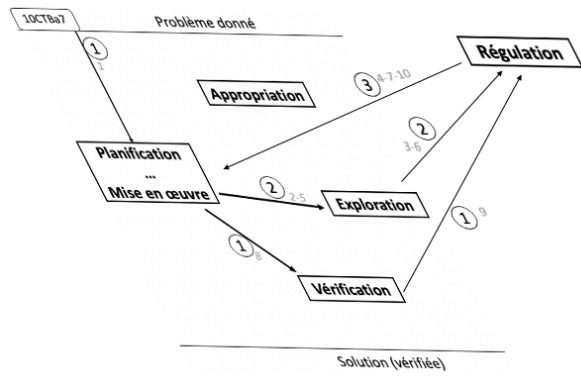 10CTBa7
Problème donné
1
1
Régulation
3
4-7-10
Appropriation
2
3-6
Planification
...
Mise en œuvre
2
2-5
Exploration
1
9
1
8
Vérification
Solution (vérifiée)